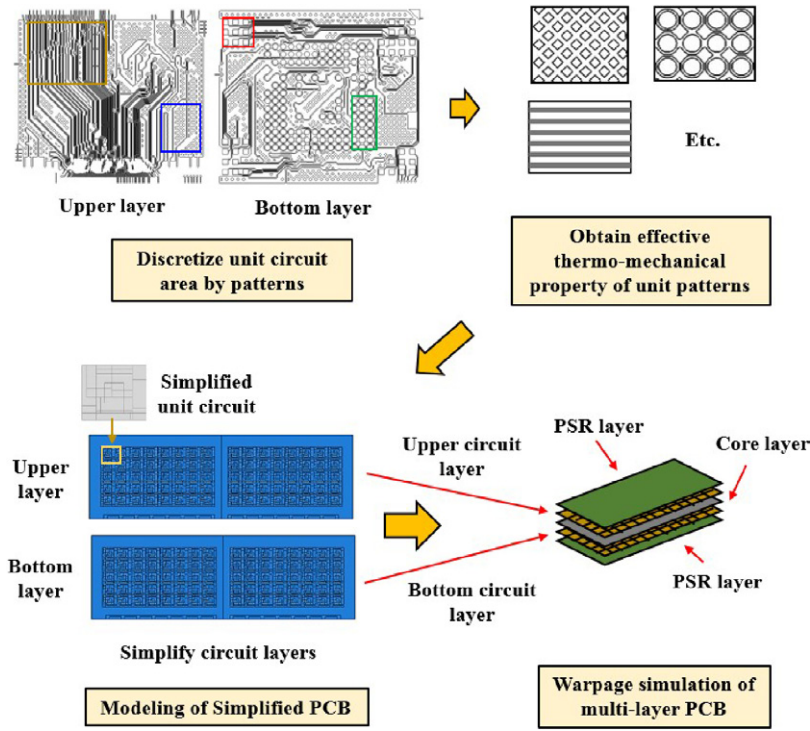 Upper layer
Bottom layer
Etc.
Discretize unit circuit
area by patterns
Obtain effective
thermo-mechanical
property of unit patterns
Simplified
unit circuit
Upper
layer
Bottom
layer
Simplify circuit layers
Modeling of Simplified PCB
Upper circuit
layer
Bottom circuit
layer
PSR layer
Core layer
PSR layer
Warpage simulation of
multi-layer PCB